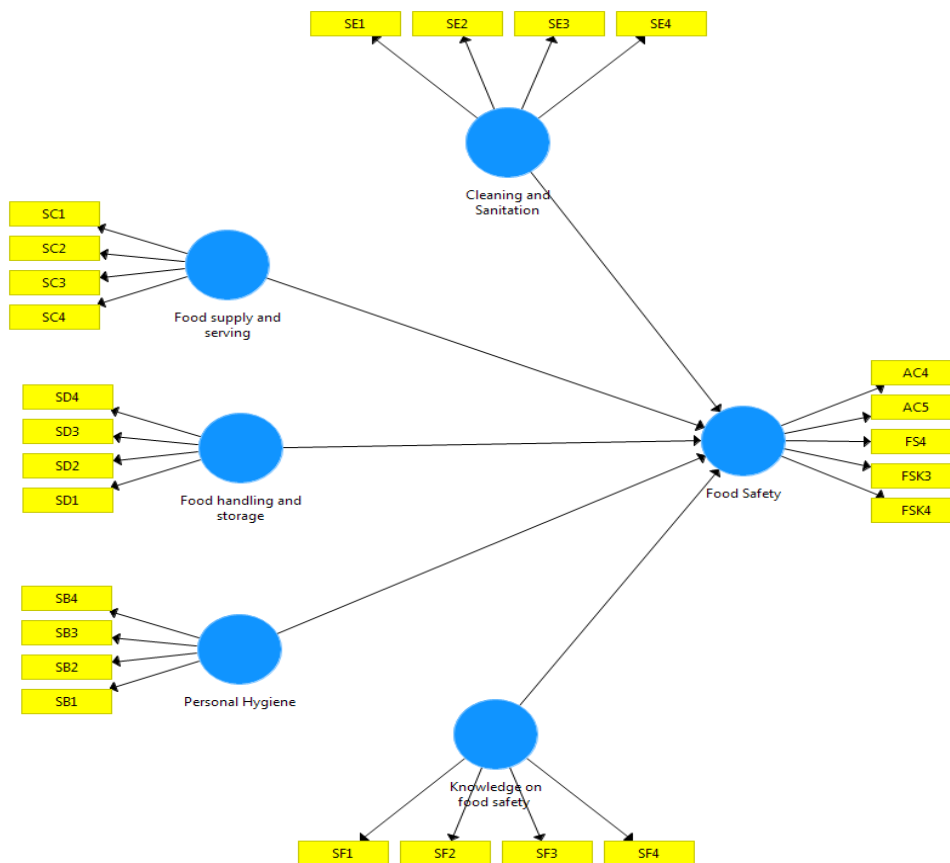 SE1
SE2
SE3
SE4
Cleaning and
Sanitation
SC1
SC2
SC3
SC4
Food supply and
serving
SD4
SD3
SD2
SD1
Food handling and
storage
AC4
AC5
FS4
FSK3
FSK4
Food Safety
SB4
SB3
SB2
SB1
Personal Hygiene
Knowledge on
food safety
SF1
SF2
SF3
SF4